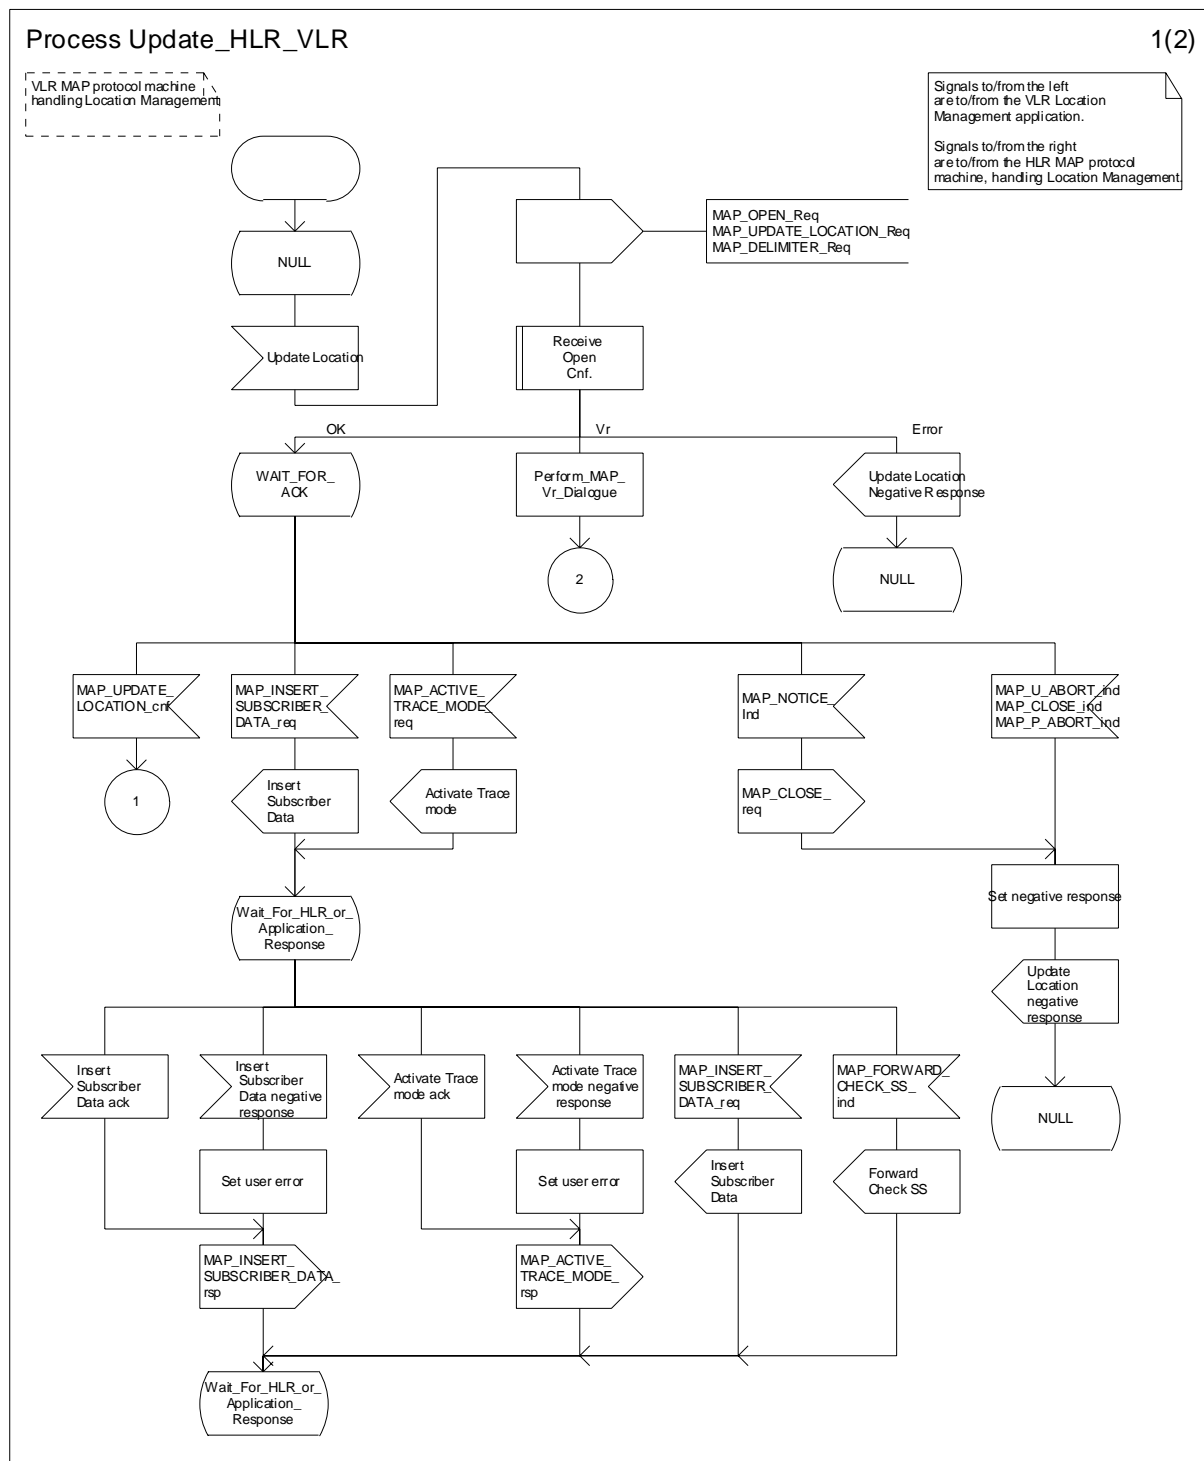 Process Update_HLR_VLR
1(2)
VLR MAP protocol machine
handling Location Management
Signals to/from the left
are to/from the VLR Location
Management application.
Signals to/from the right
are to/from the HLR MAP protocol
machine, handling Location Management.
MAP_OPEN_Req
MAP_UPDATE_LOCATION_Req
MAP_DELIMITER_Req
NULL
Update Location
Receive
Open
Cnf.
OK
Vr
Error
WAIT_FOR_
ACK
Perform_MAP_
Vr_Dialogue
Update Location
Negative Response
2
NULL
MAP_UPDATE_
LOCATION_cnf
MAP_INSERT_
SUBSCRIBER_
DATA_req
MAP_ACTIVE_
TRACE_MODE_
req
MAP_NOTICE_
Ind
MAP_U_ABORT_ind
MAP_CLOSE_ind
MAP_P_ABORT_ind
1
Insert
Subscriber
Data
Activate Trace
mode
MAP_CLOSE_
req
Set negative response
Wait_For_HLR_or_
Application_
Response
Update
Location
negative
response
Insert
Subscriber
Data ack
Insert
Subscriber
Data negative
response
Activate Trace
mode ack
Activate Trace
mode negative
response
MAP_INSERT_
SUBSCRIBER_
DATA_req
MAP_FORWARD_
CHECK_SS_
ind
NULL
Set user error
Set user error
Insert
Subscriber
Data
Forward
Check SS
MAP_INSERT_
SUBSCRIBER_DATA_
rsp
MAP_ACTIVE_
TRACE_MODE_
rsp
Wait_For_HLR_or_
Application_
Response